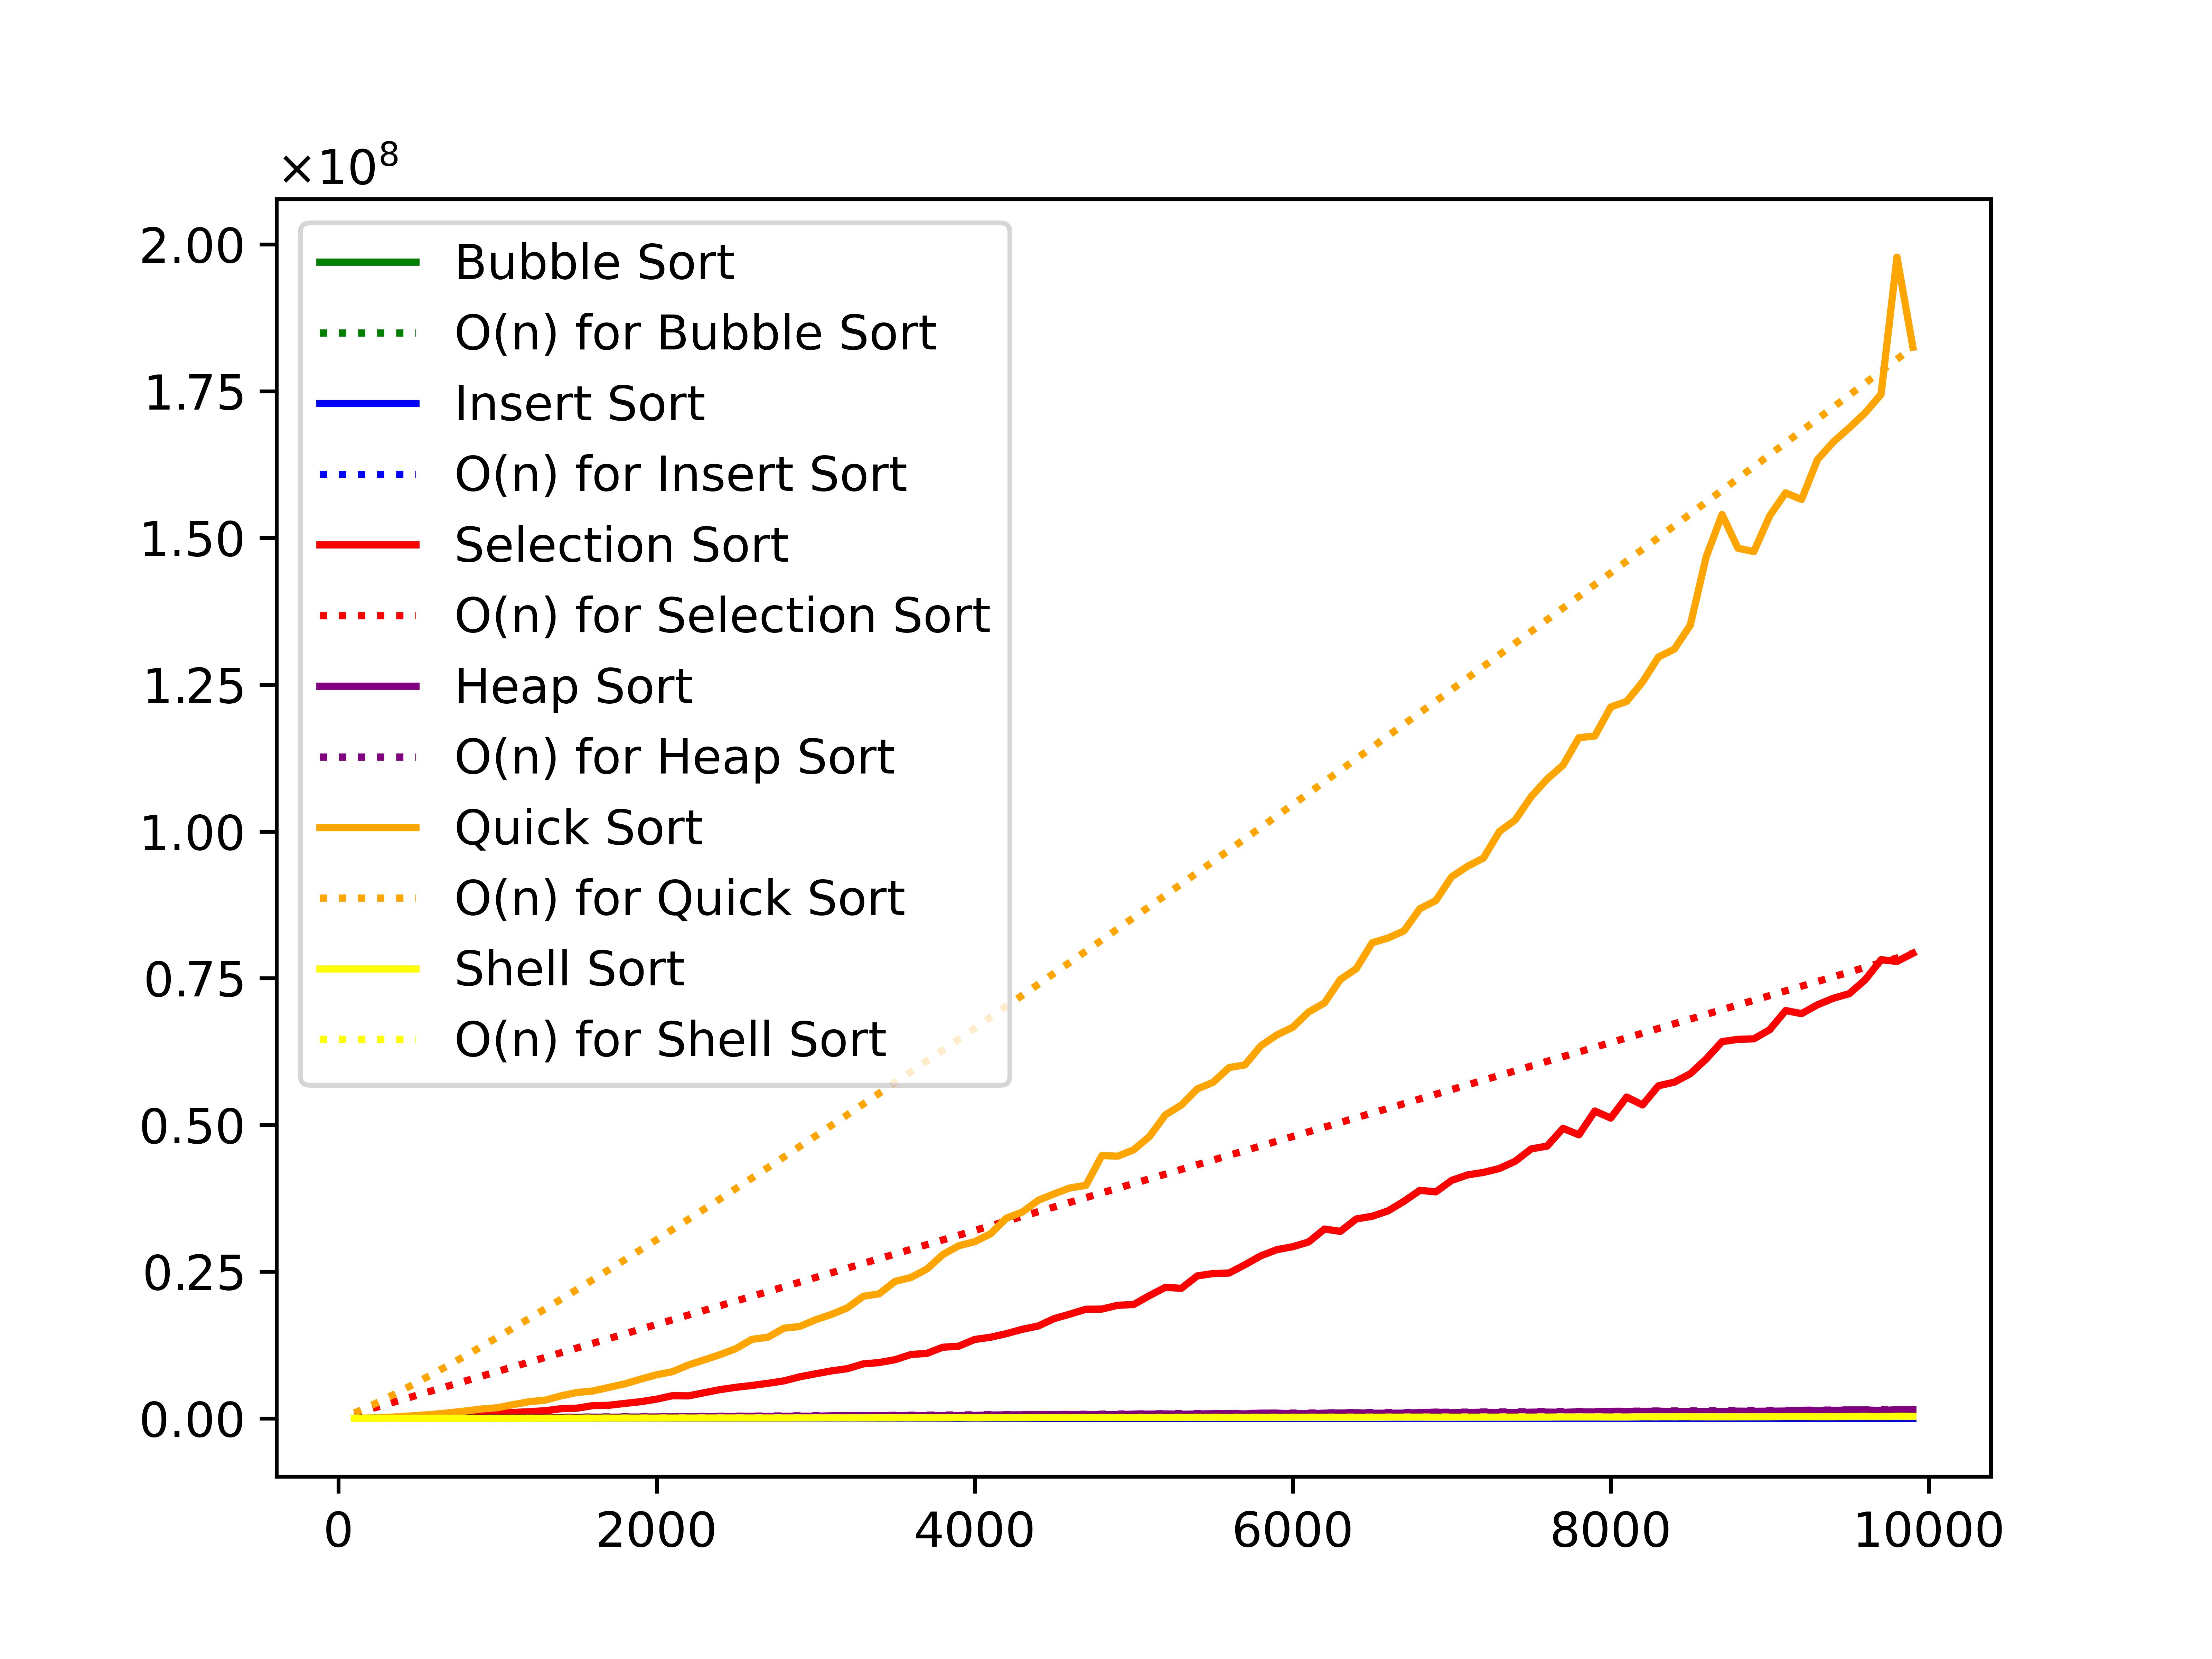 ×10⁸
2.00
1.75
1.50
1.25
1.00
0.75
0.50
0.25
0.00
Bubble Sort
O(n) for Bubble Sort
Insert Sort
O(n) for Insert Sort
Selection Sort
O(n) for Selection Sort
Heap Sort
O(n) for Heap Sort
Quick Sort
O(n) for Quick Sort
Shell Sort
O(n) for Shell Sort
0 2000 4000 6000 8000 10000